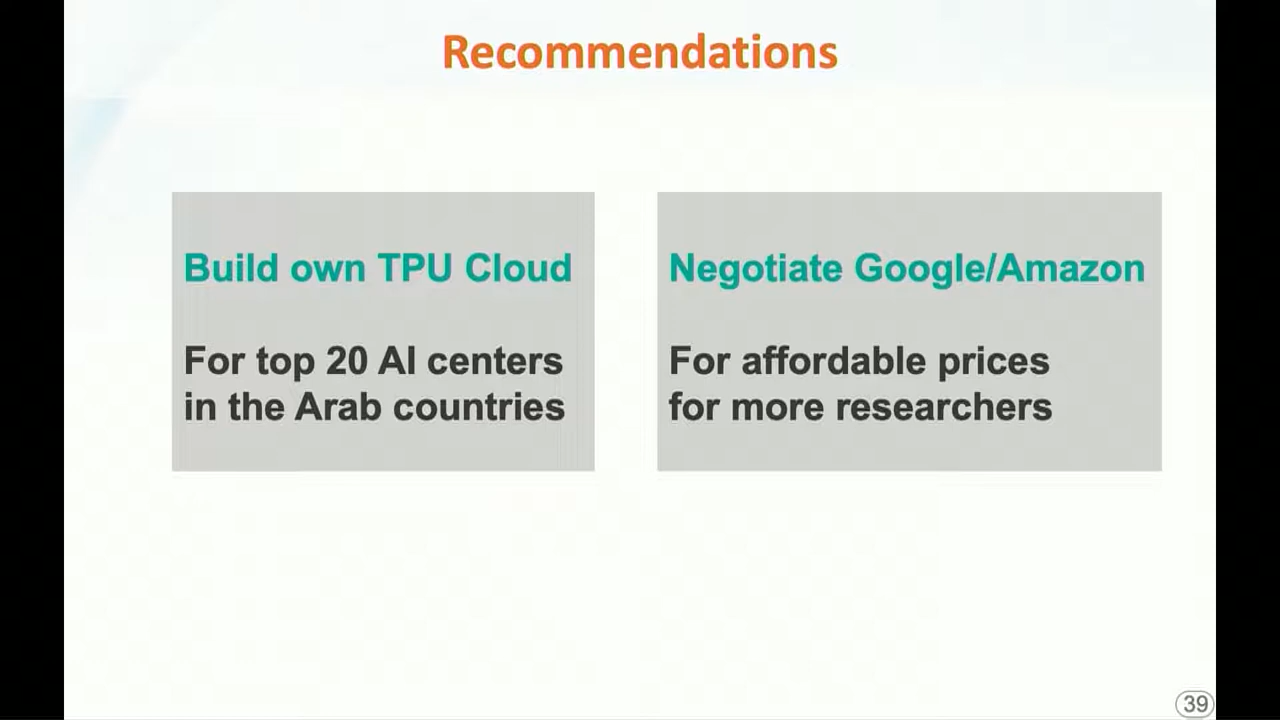 Recommendations
Build own TPU Cloud
For top 20 AI centers
in the Arab countries
Negotiate Google/Amazon
For affordable prices
for more researchers
39